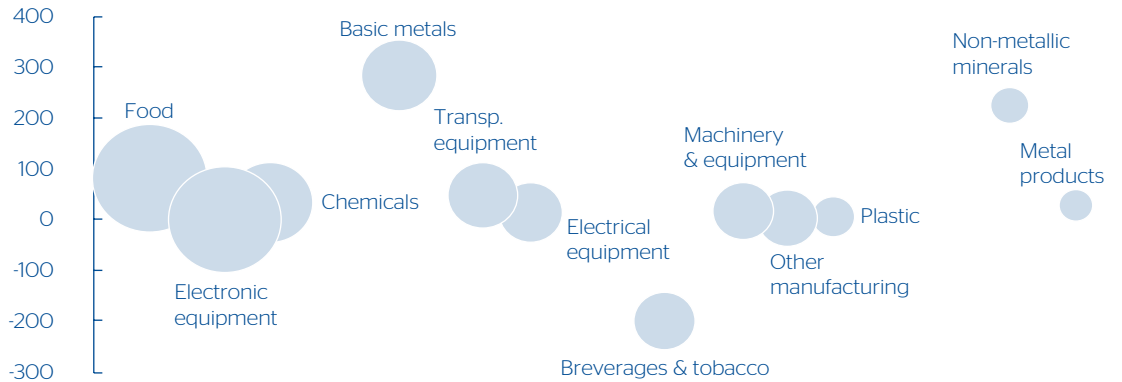 400
300
200
100
0
-100
-200
-300
Food
Electronic
equipment
Chemicals
Basic metals
Transp.
equipment
Electrical
equipment
Breverages & tobacco
Machinery
& equipment
Other
manufacturing
Plastic
Non-metallic
minerals
Metal
products